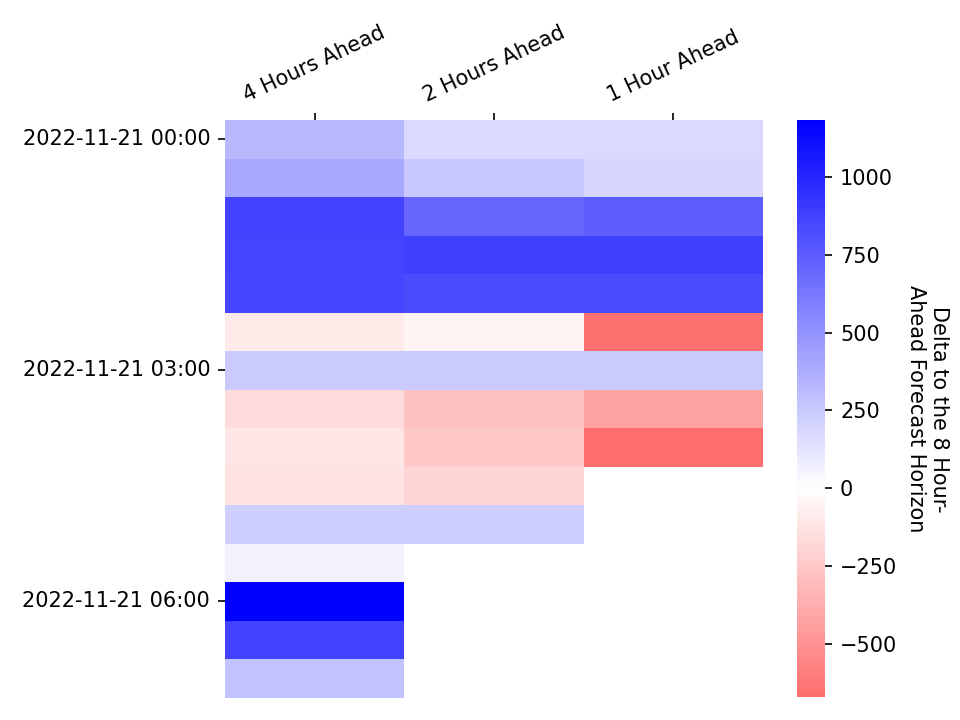 4 Hours Ahead
2 Hours Ahead
1 Hour Ahead
2022-11-21 00:00
2022-11-21 03:00
2022-11-21 06:00
1000
750
500
250
0
−250
−500
Delta to the 8 Hour-
Ahead Forecast Horizon